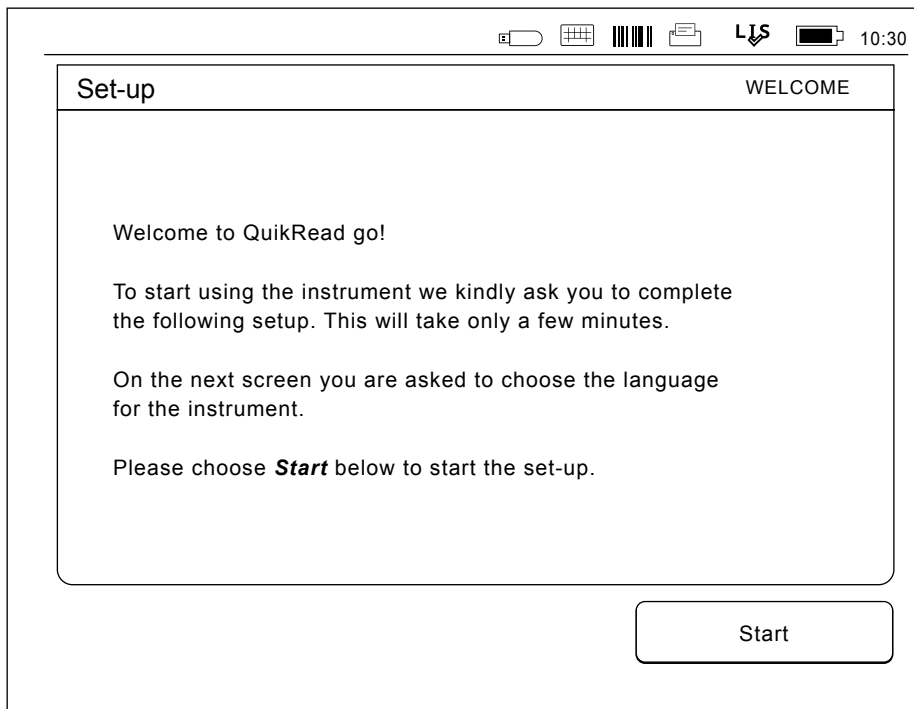 LIS 10:30
Set-up WELCOME
Welcome to QuikRead go!
To start using the instrument we kindly ask you to complete
the following setup. This will take only a few minutes.
On the next screen you are asked to choose the language
for the instrument.
Please choose Start below to start the set-up.
Start